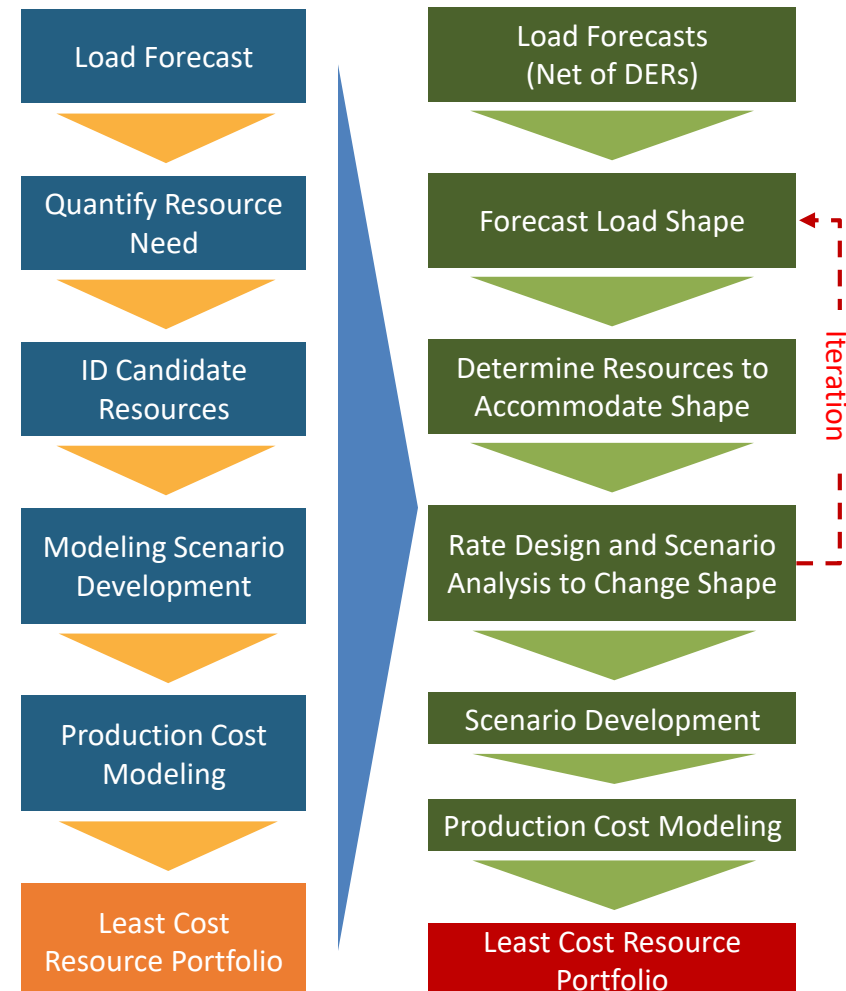 Load Forecast
Quantify Resource
Need
ID Candidate
Resources
Modeling Scenario
Development
Production Cost
Modeling
Least Cost
Resource Portfolio
Load Forecasts
(Net of DERs)
Forecast Load Shape
Determine Resources to
Accommodate Shape
Rate Design and Scenario
Analysis to Change Shape
Scenario Development
Production Cost Modeling
Least Cost Resource
Portfolio
Iteration